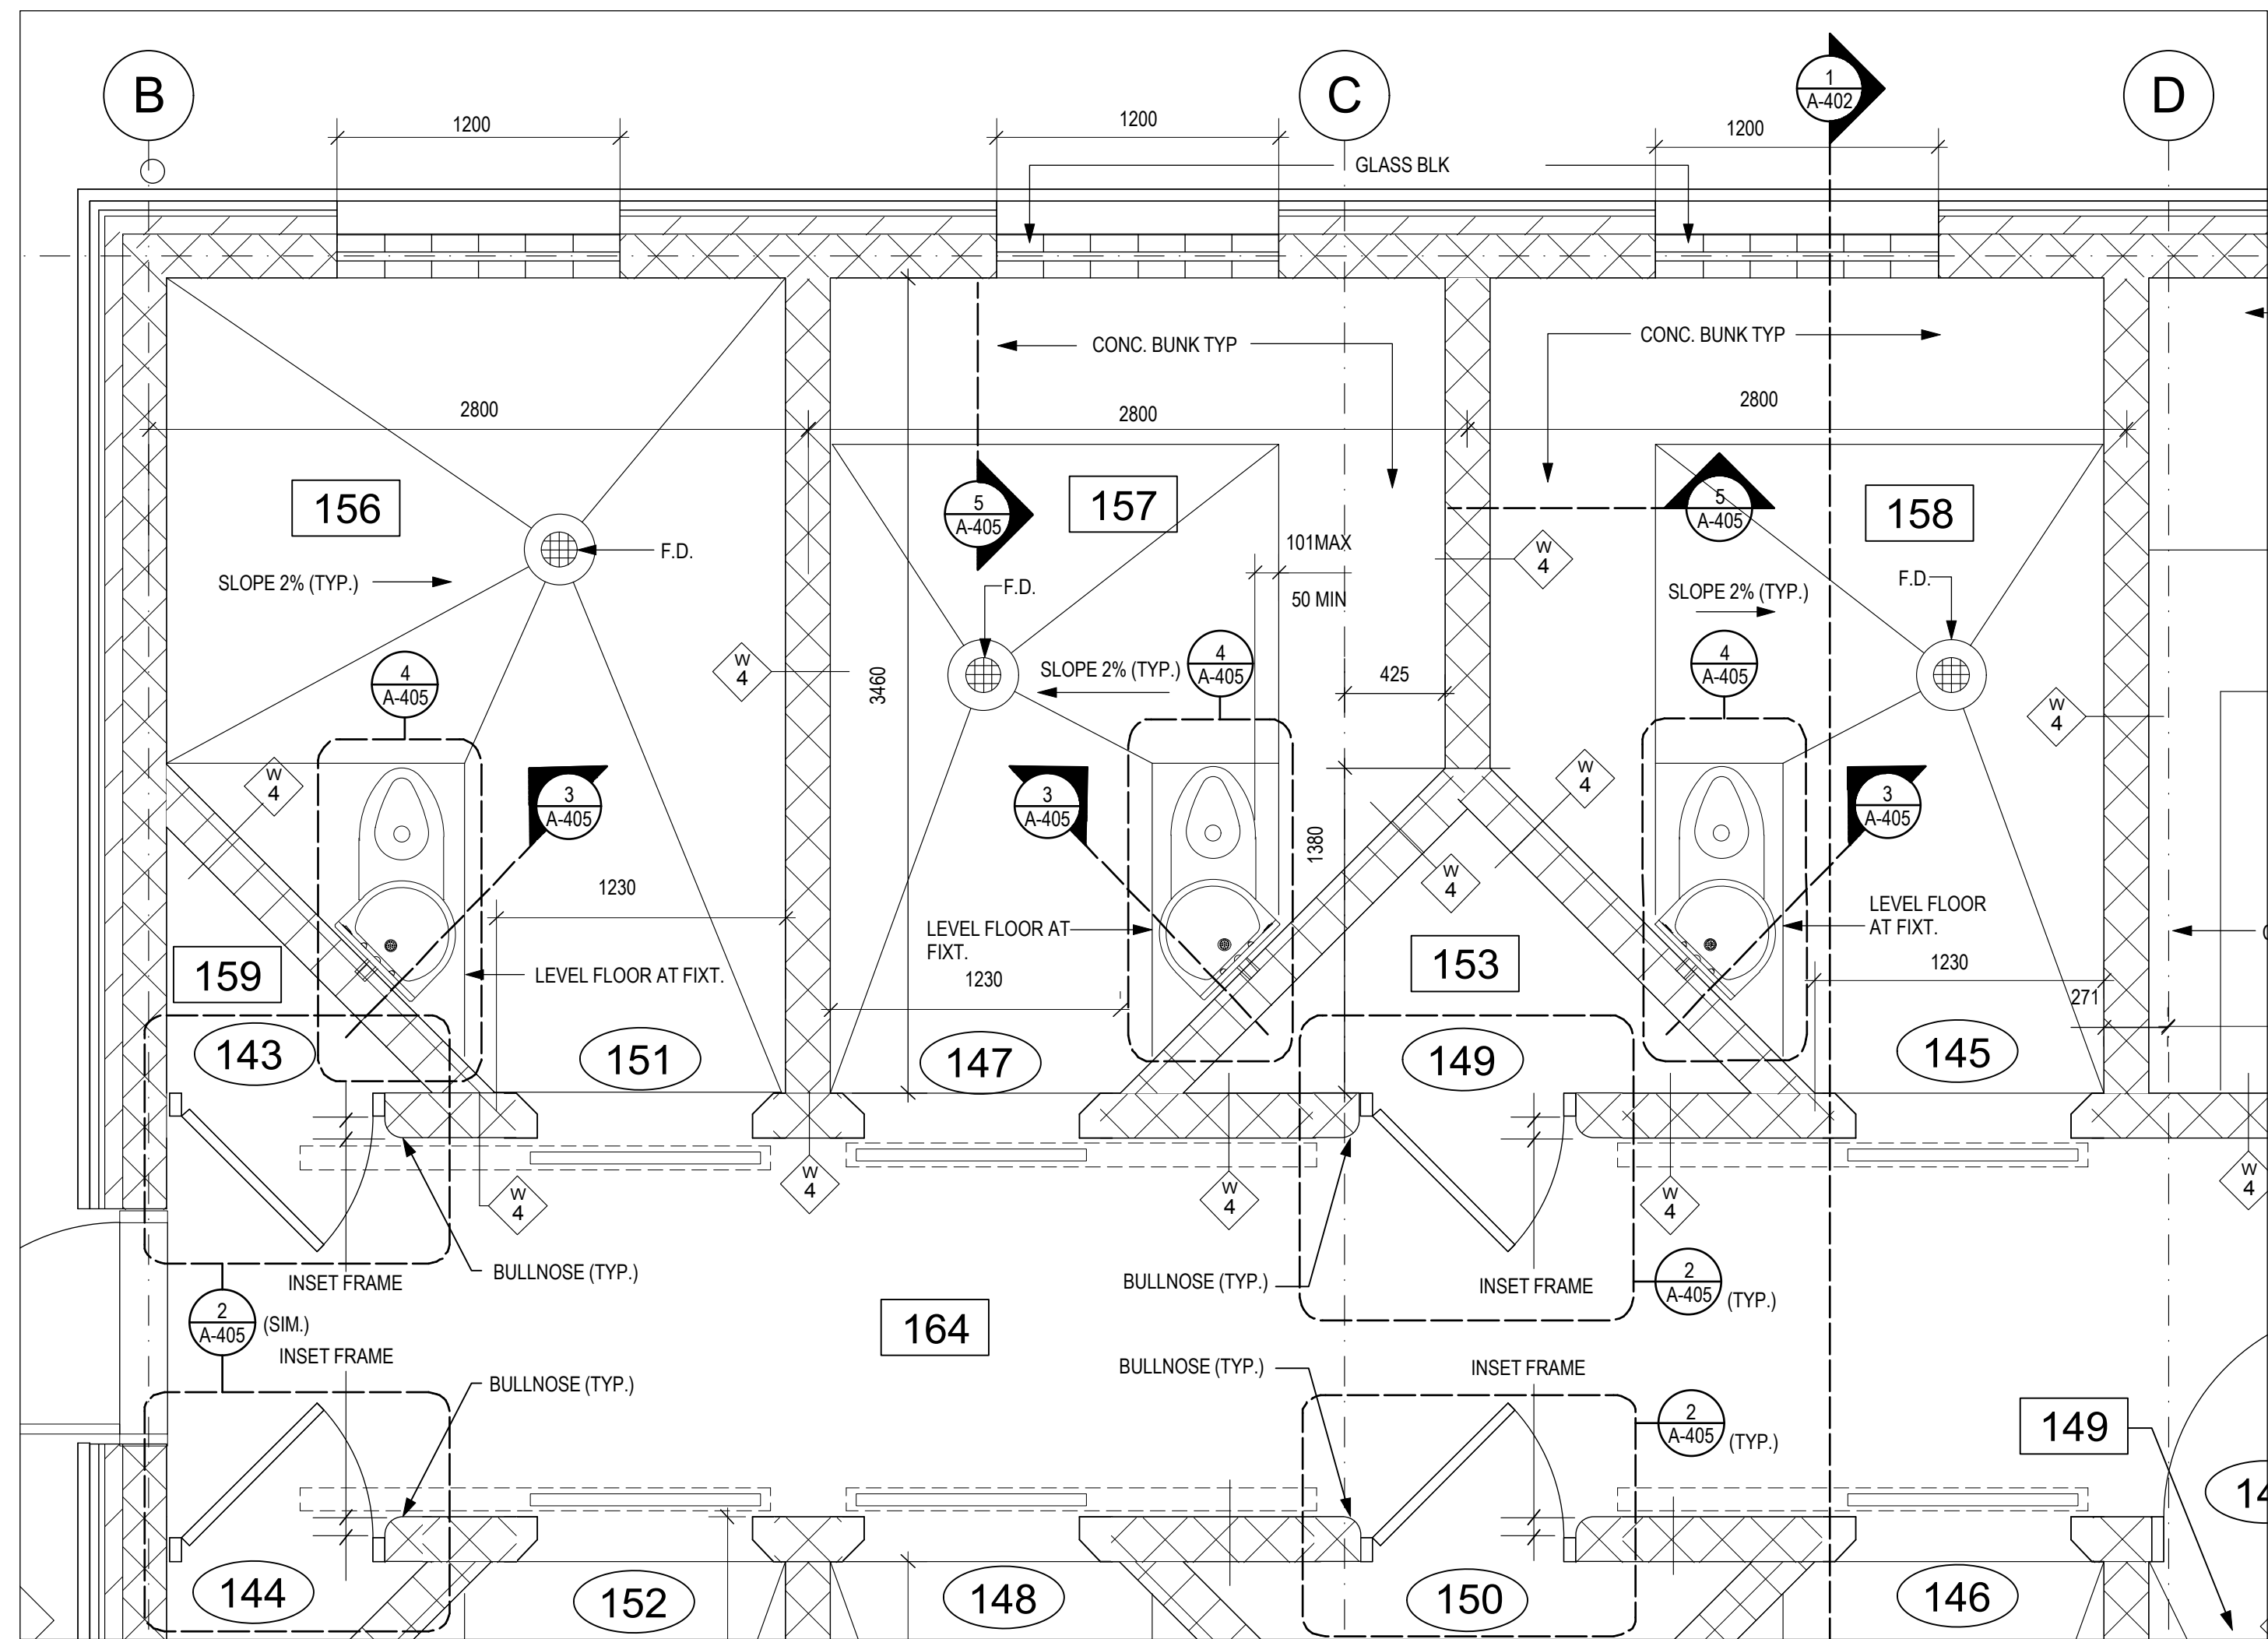 B
C
D
1
A-402
1200
1200
1200
GLASS BLK
CONC. BUNK TYP
CONC. BUNK TYP
2800
2800
2800
156
157
158
5
A-405
5
A-405
101MAX
50 MIN
F.D.
F.D.
F.D.
SLOPE 2% (TYP.)
SLOPE 2% (TYP.)
SLOPE 2% (TYP.)
W
4
W
4
W
4
3460
425
4
A-405
4
A-405
4
A-405
W
4
W
4
W
4
3
A-405
3
A-405
3
A-405
1380
1230
LEVEL FLOOR AT
FIXT.
1230
LEVEL FLOOR
AT FIXT.
1230
271
159
LEVEL FLOOR AT FIXT.
153
143
151
147
149
145
W
4
W
4
W
4
W
4
W
4
INSET FRAME
BULLNOSE (TYP.)
BULLNOSE (TYP.)
INSET FRAME
2
A-405
(TYP.)
2
A-405
(SIM.)
164
INSET FRAME
BULLNOSE (TYP.)
BULLNOSE (TYP.)
INSET FRAME
2
A-405
(TYP.)
149
144
152
148
150
146